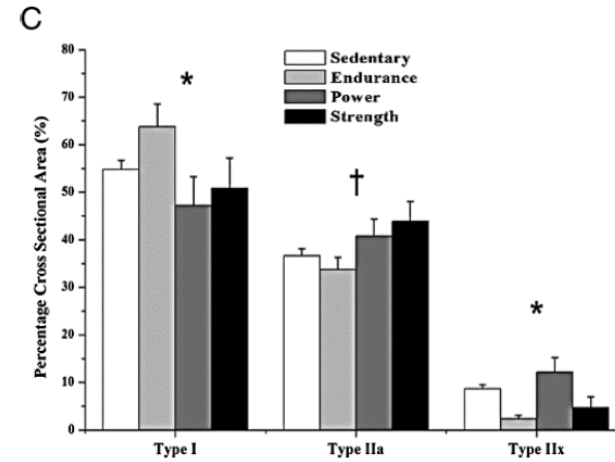 C
80
70
60
50
40
30
20
10
0
Percentage Cross Sectional Area (%)
Sedentary
Endurance
Power
Strength
*
†
*
Type I
Type IIa
Type IIx